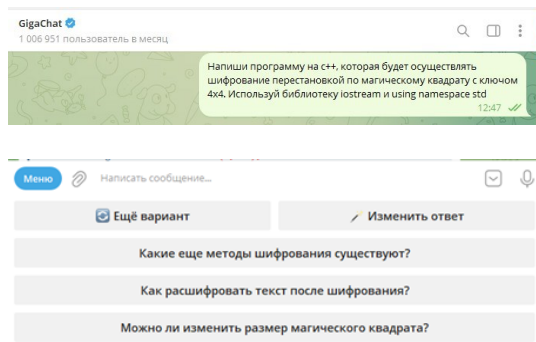 GigaChat
1 006 951 пользователь в месяц
Напиши программу на с++, которая будет осуществлять
шифрование перестановкой по магическому квадрату с ключом
4х4. Используй библиотеку iostream и using namespace std
12:47
Меню
Написать сообщение...
Ещё вариант
Изменить ответ
Какие еще методы шифрования существуют?
Как расшифровать текст после шифрования?
Можно ли изменить размер магического квадрата?